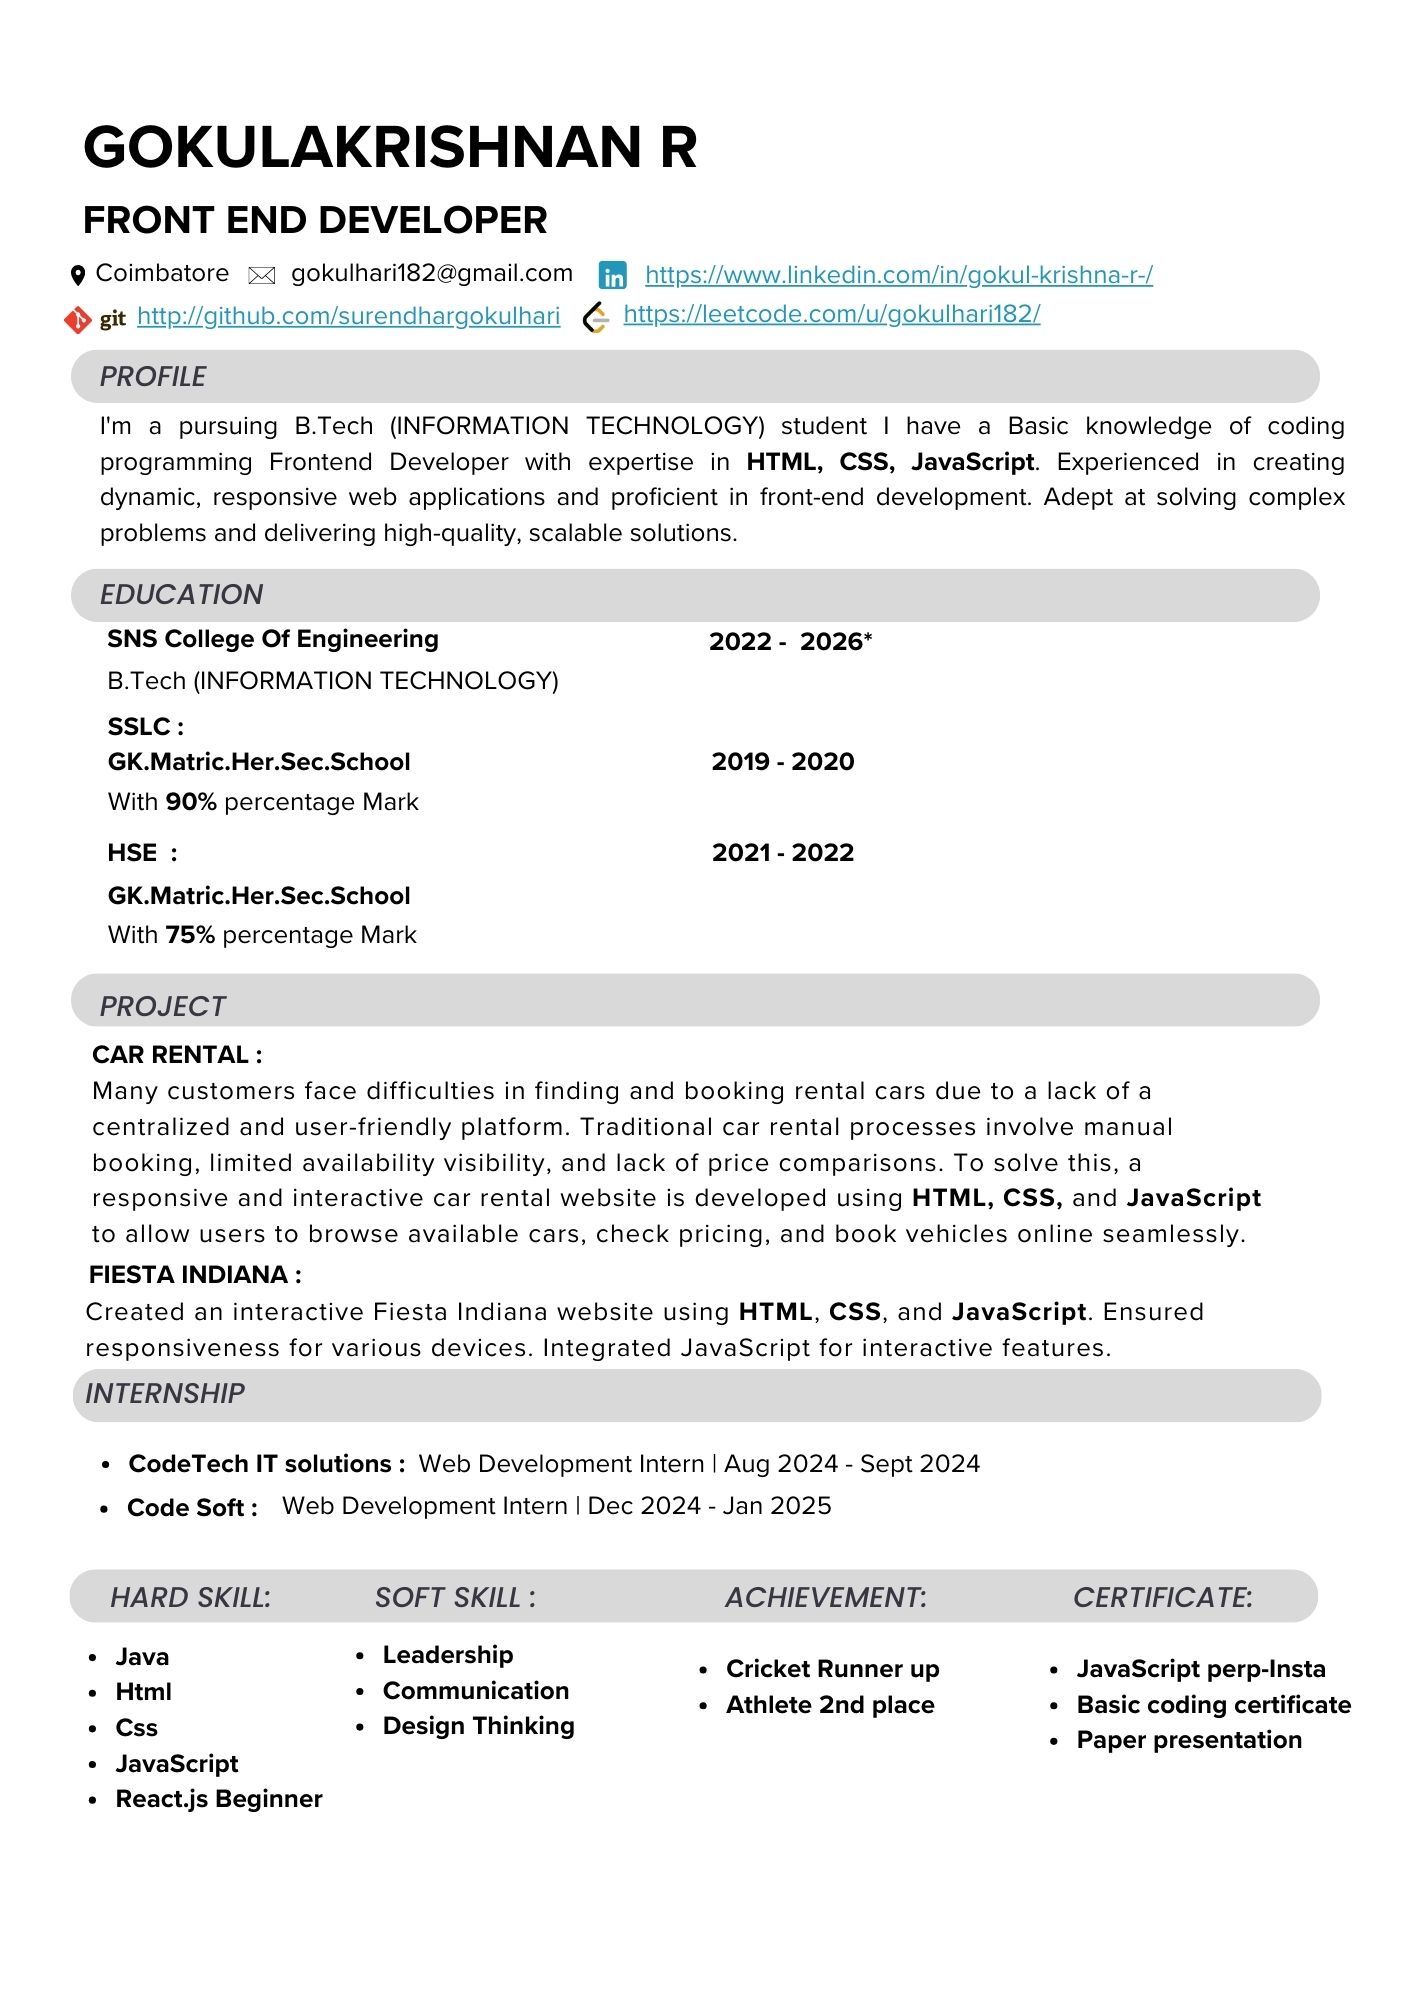 GOKULAKRISHNAN R
FRONT END DEVELOPER
Coimbatore gokulhari182@gmail.com in https://www.linkedin.com/in/gokul-krishna-r-/
git http://github.com/surendhargokulhari https://leetcode.com/u/gokulhari182/
PROFILE
I'm a pursuing B.Tech (INFORMATION TECHNOLOGY) student I have a Basic knowledge of coding
programming Frontend Developer with expertise in HTML, CSS, JavaScript. Experienced in creating
dynamic, responsive web applications and proficient in front-end development. Adept at solving complex
problems and delivering high-quality, scalable solutions.
EDUCATION
SNS College Of Engineering 2022 - 2026*
B.Tech (INFORMATION TECHNOLOGY)
SSLC :
GK.Matric.Her.Sec.School 2019 - 2020
With 90% percentage Mark
HSE : 2021 - 2022
GK.Matric.Her.Sec.School
With 75% percentage Mark
PROJECT
CAR RENTAL :
Many customers face difficulties in finding and booking rental cars due to a lack of a
centralized and user-friendly platform. Traditional car rental processes involve manual
booking, limited availability visibility, and lack of price comparisons. To solve this, a
responsive and interactive car rental website is developed using HTML, CSS, and JavaScript
to allow users to browse available cars, check pricing, and book vehicles online seamlessly.
FIESTA INDIANA :
Created an interactive Fiesta Indiana website using HTML, CSS, and JavaScript. Ensured
responsiveness for various devices. Integrated JavaScript for interactive features.
INTERNSHIP
• CodeTech IT solutions : Web Development Intern | Aug 2024 - Sept 2024
• Code Soft : Web Development Intern | Dec 2024 - Jan 2025
HARD SKILL:
• Java
• Html
• Css
• JavaScript
• React.js Beginner
SOFT SKILL :
• Leadership
• Communication
• Design Thinking
ACHIEVEMENT:
• Cricket Runner up
• Athlete 2nd place
CERTIFICATE:
• JavaScript perp-Insta
• Basic coding certificate
• Paper presentation